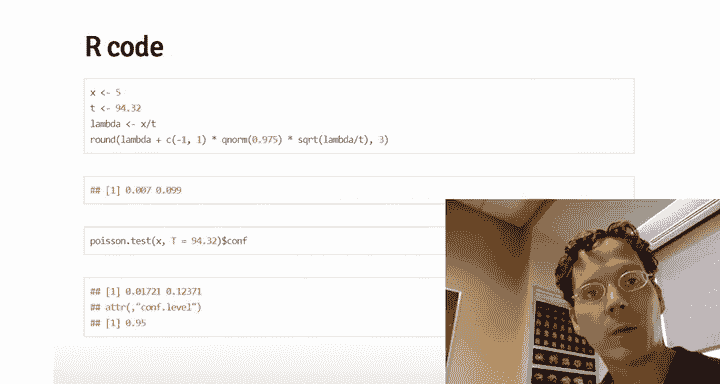 R code
x <- 5
t <- 94.32
lambda <- x/t
round(lambda + c(-1, 1) * qnorm(0.975) * sqrt(lambda/t), 3)
## [1] 0.007 0.099
poisson.test(x, T = 94.32)$conf
## [1] 0.01721 0.12371
## attr(,"conf.level")
## [1] 0.95